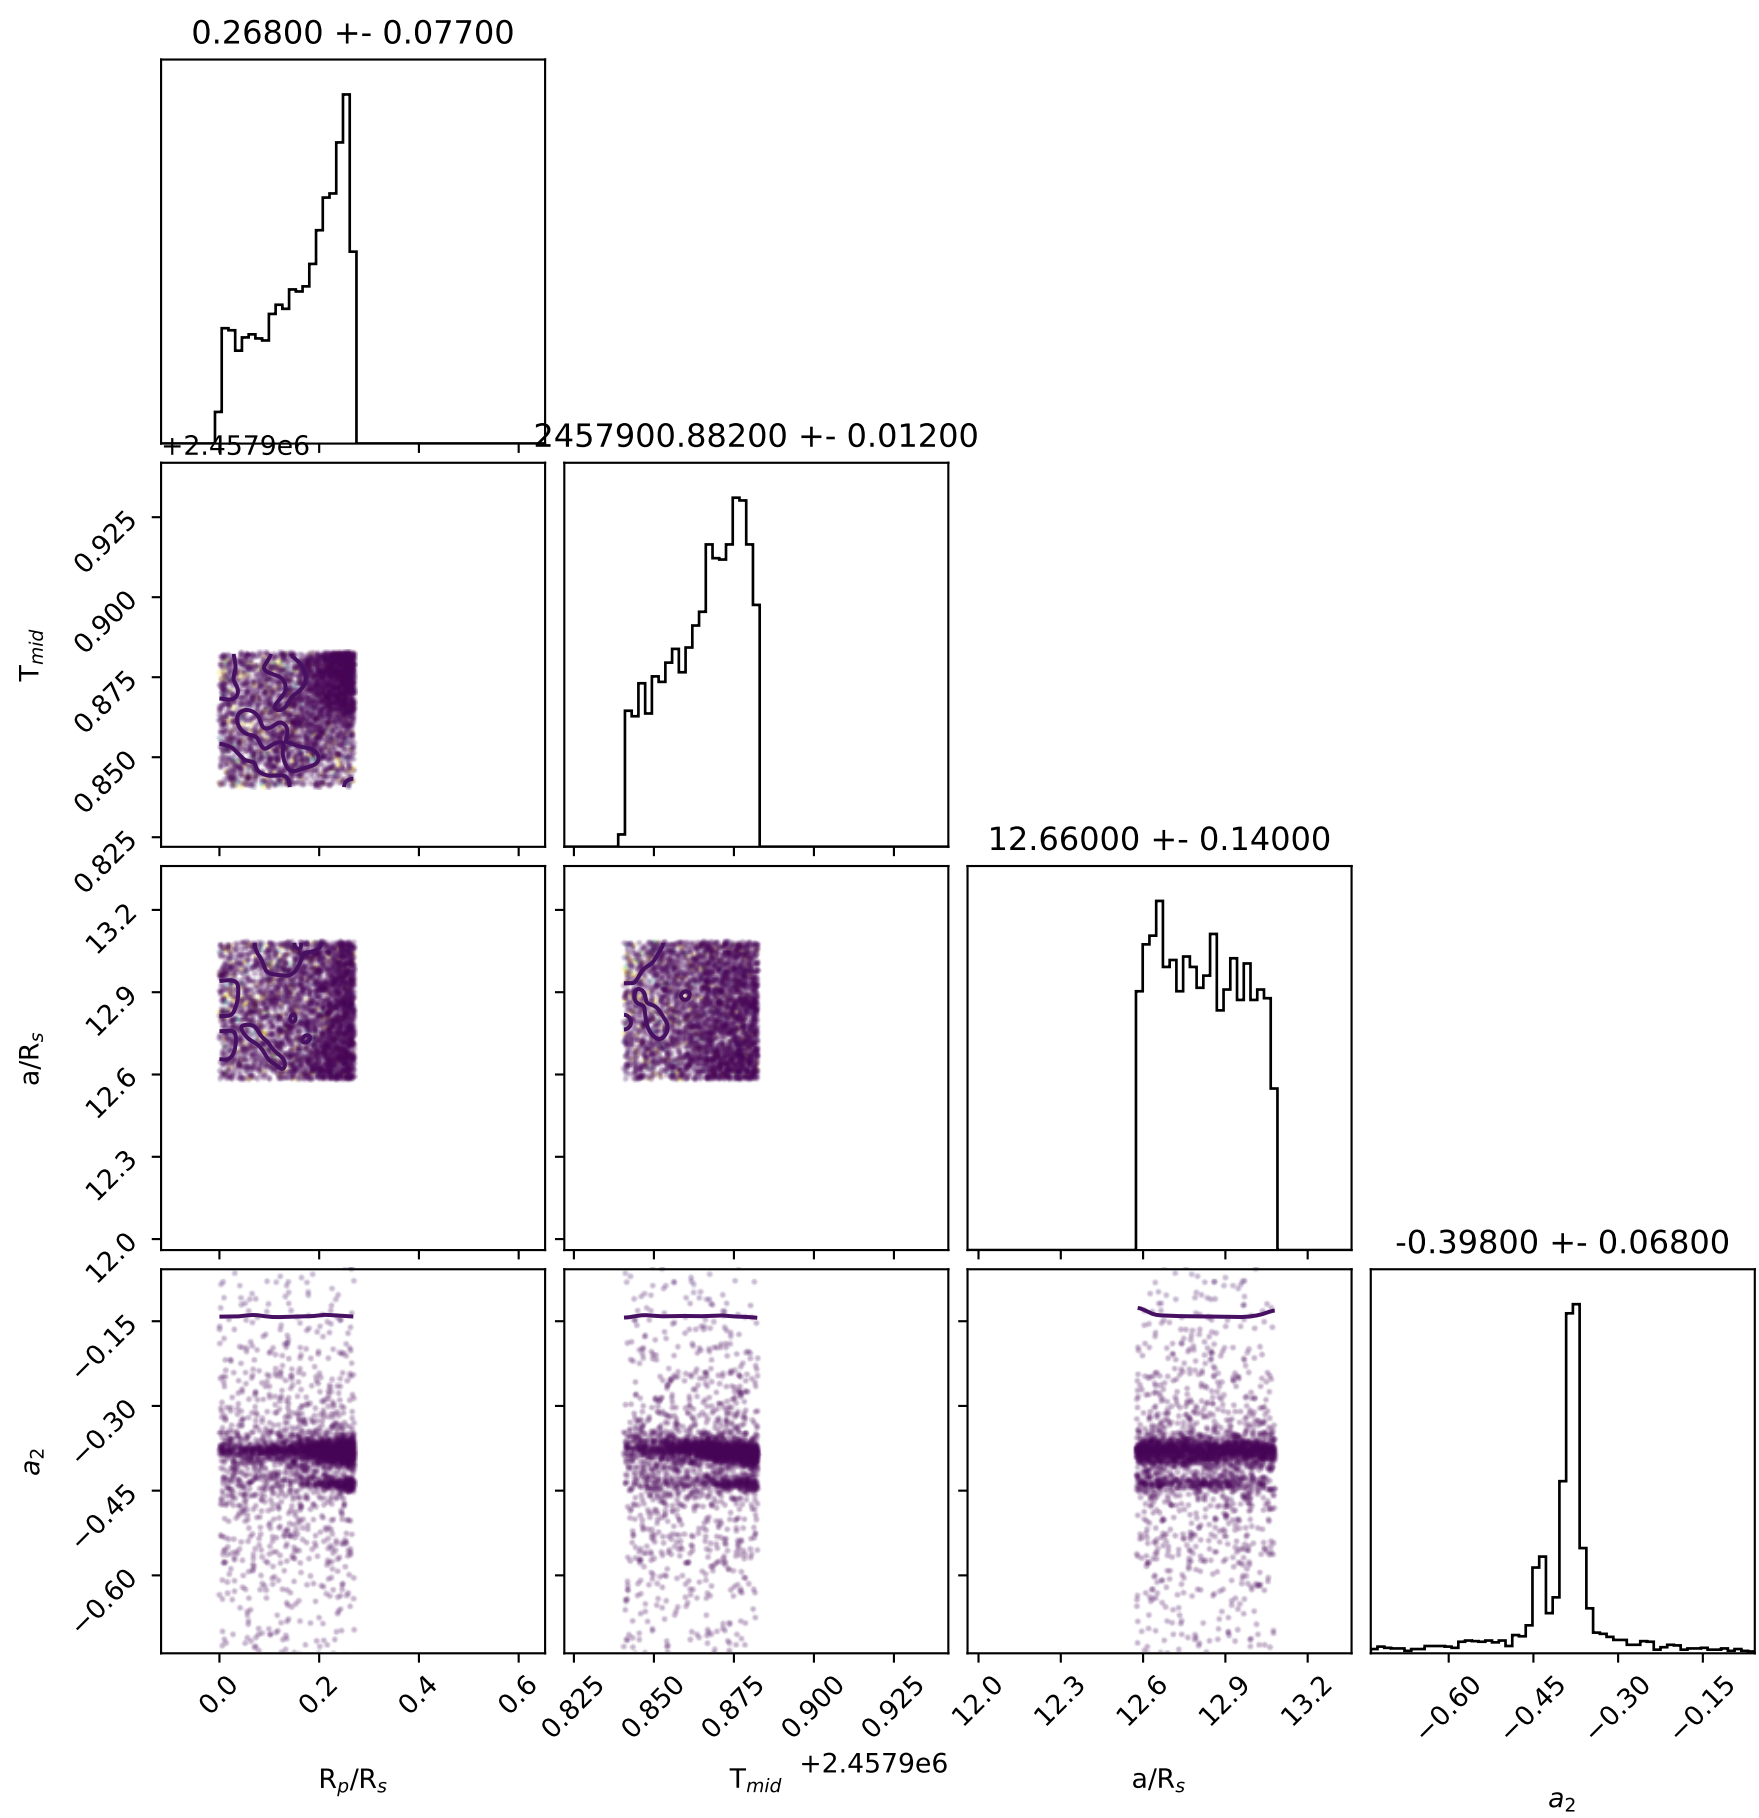 0.26800 +- 0.07700
+2.4579e6
2457900.88200 +- 0.01200
0.925
0.900
0.875
0.850
0.825
T_mid
12.66000 +- 0.14000
13.2
12.9
12.6
12.3
12.0
a/R_s
-0.39800 +- 0.06800
−0.15
−0.30
−0.45
−0.60
a_2
0.0 0.2 0.4 0.6
0.825 0.850 0.875 0.900 0.925
12.0 12.3 12.6 12.9 13.2
−0.60 −0.45 −0.30 −0.15
+2.4579e6
R_p/R_s
T_mid
a/R_s
a_2